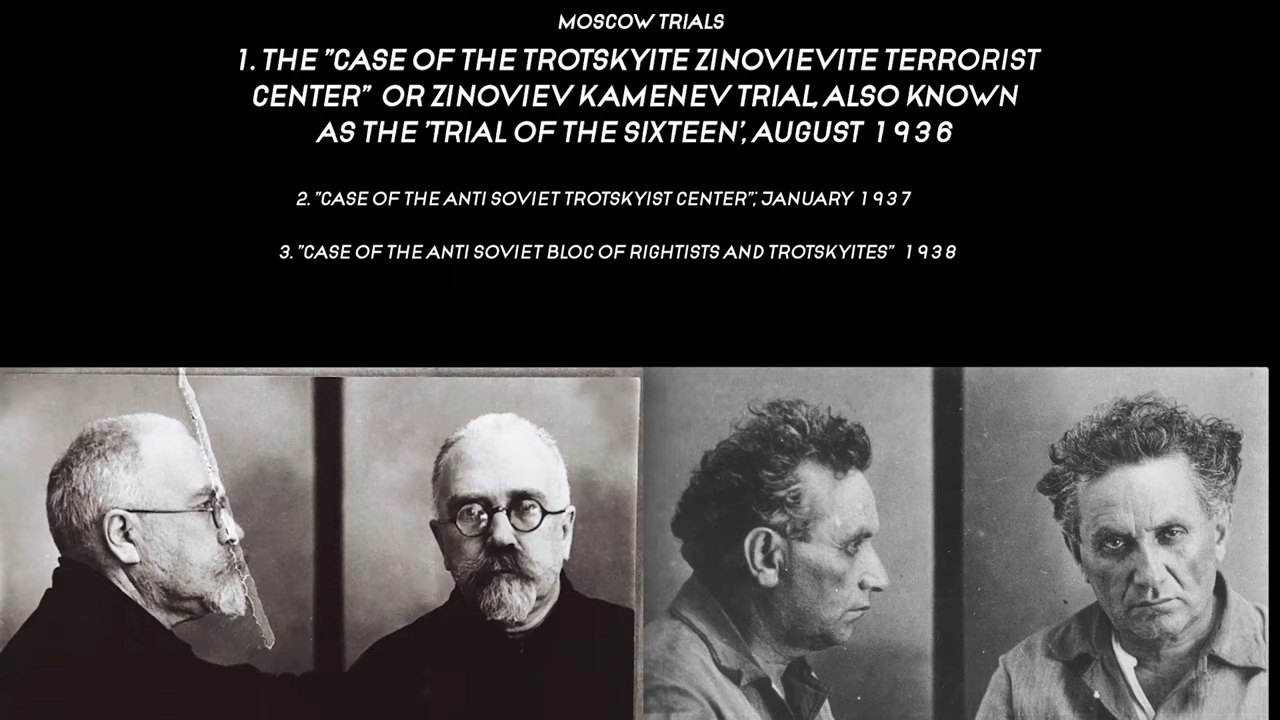 MOSCOW TRIALS
1. THE "CASE OF THE TROTSKYITE ZINOVIEVITE TERRORIST
CENTER" OR ZINOVIEV KAMENEV TRIAL, ALSO KNOWN
AS THE 'TRIAL OF THE SIXTEEN', AUGUST 1936
2. "CASE OF THE ANTI SOVIET TROTSKYIST CENTER"; JANUARY 1937
3. "CASE OF THE ANTI SOVIET BLOC OF RIGHTISTS AND TROTSKYITES" 1938